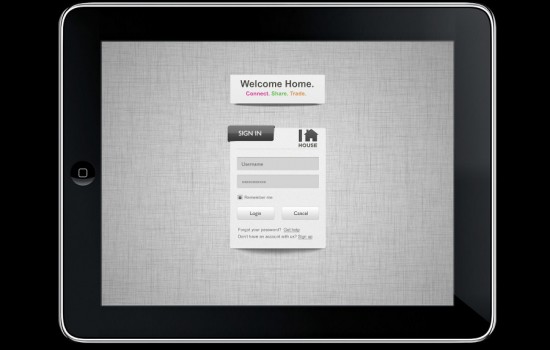 Welcome Home.
Connect. Share. Trade.
SIGN IN
HOUSE
Username
Remember me
Login Cancel
Forgot your password? Get help
Don't have an account with us? Sign up